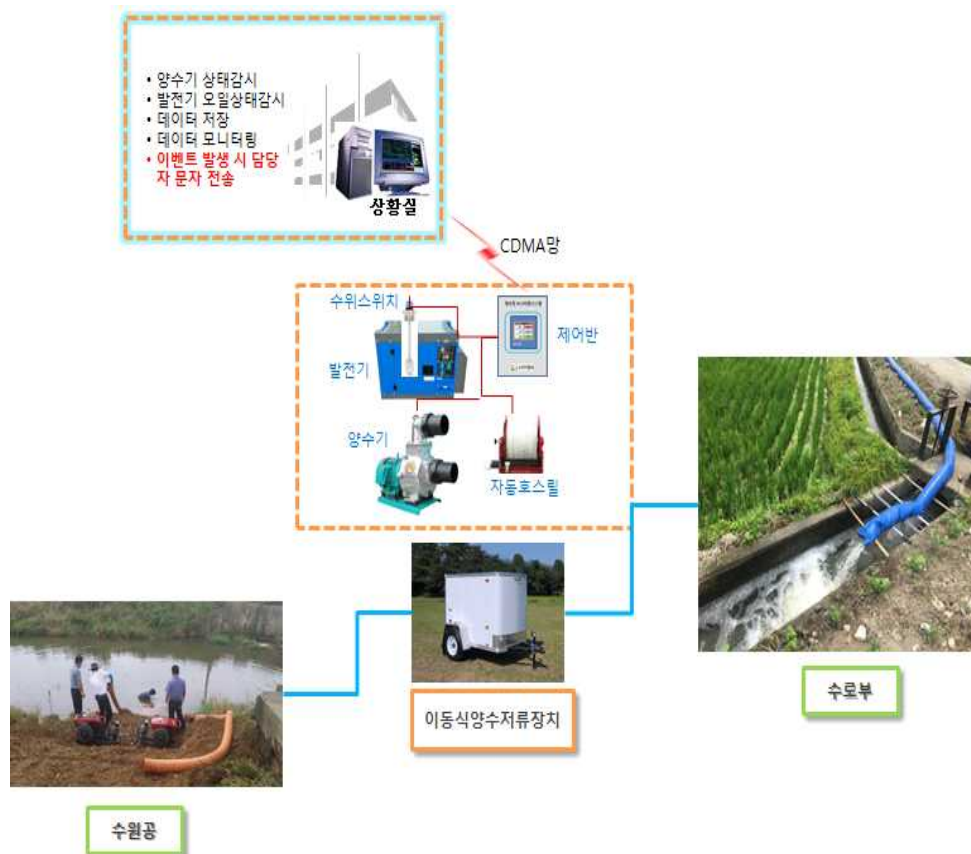 • 양수기 상태감시
• 발전기 오일상태감시
• 데이터 저장
• 데이터 모니터링
• 이벤트 발생 시 담당
자 문자 전송
상황실
CDMA망
수위스위치
제어반
발전기
양수기
자동호스릴
수로부
이동식양수저류장치
수원공